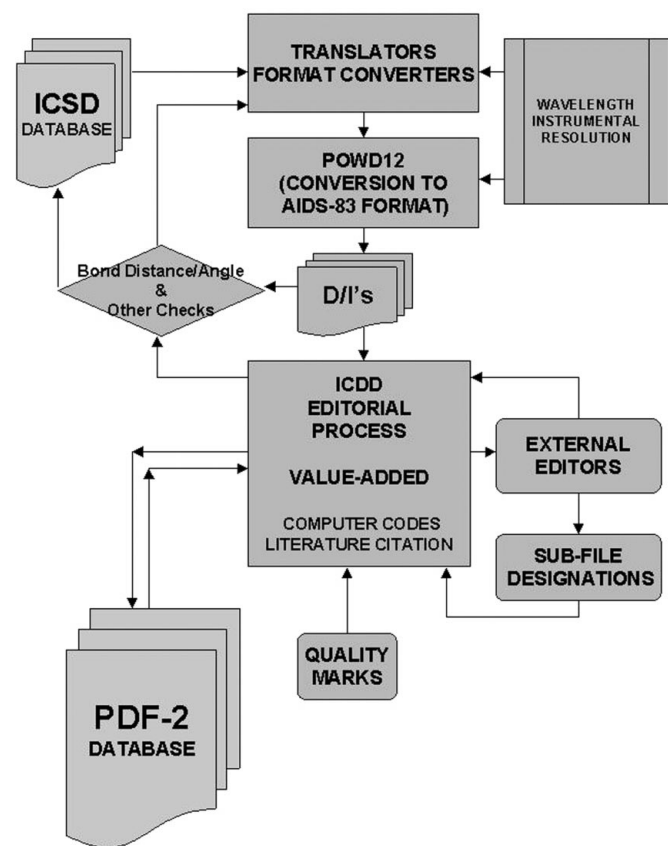 TRANSLATORS
FORMAT CONVERTERS
ICSD
DATABASE
WAVELENGTH
INSTRUMENTAL
RESOLUTION
POWD12
(CONVERSION TO
AIDS-83 FORMAT)
Bond Distance/Angle
&
Other Checks
D/I's
ICDD
EDITORIAL
PROCESS
VALUE-ADDED
COMPUTER CODES
LITERATURE CITATION
EXTERNAL
EDITORS
SUB-FILE
DESIGNATIONS
QUALITY
MARKS
PDF-2
DATABASE